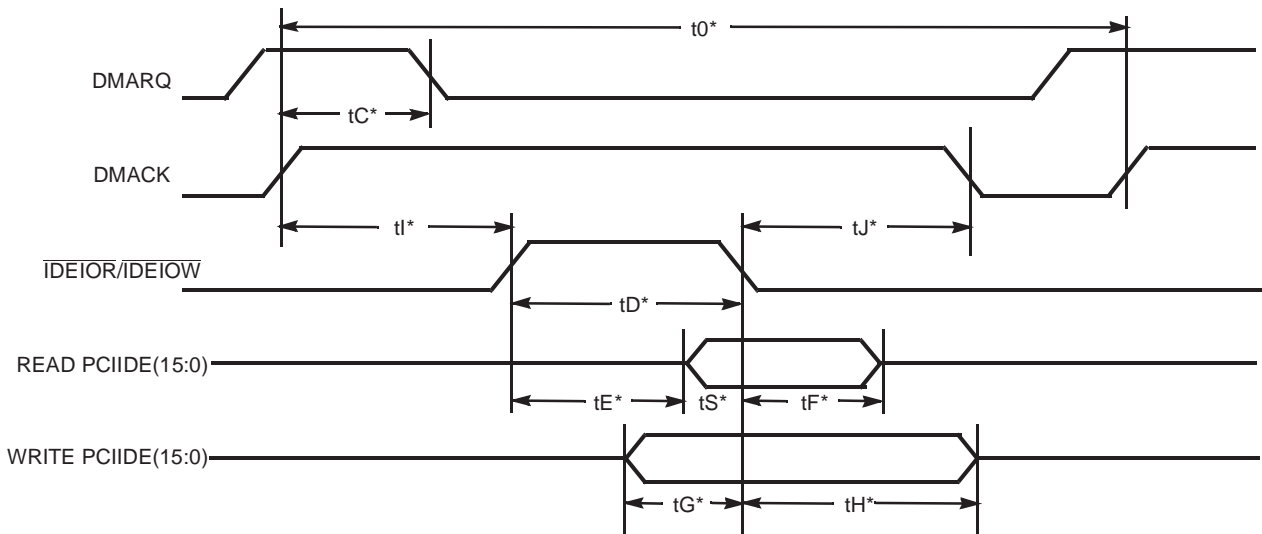 t0*
DMARQ
tC*
DMACK
tI*
tJ*
IDEIOR/IDEIOW
tD*
READ PCIIDE(15:0)
tE*
tS*
tF*
WRITE PCIIDE(15:0)
tG*
tH*